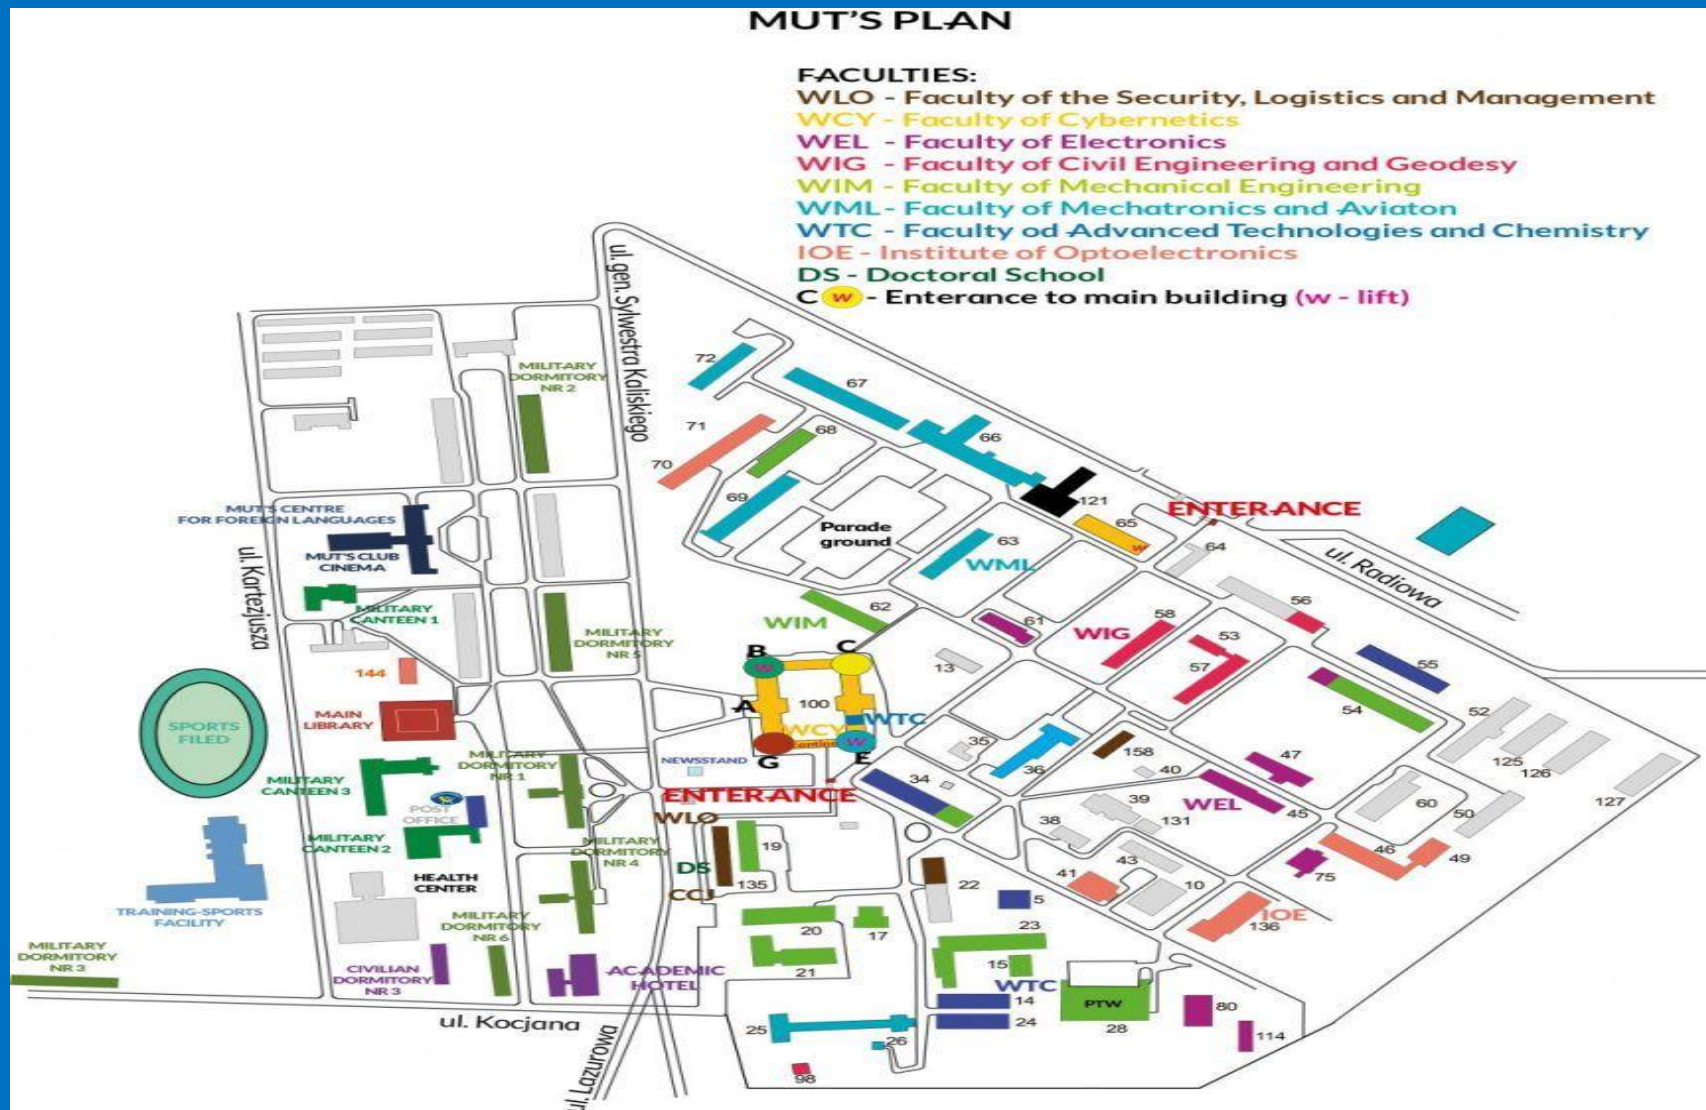 MUT'S PLAN
FACULTIES:
WLO - Faculty of the Security, Logistics and Management
WCY - Faculty of Cybernetics
WEL - Faculty of Electronics
WIG - Faculty of Civil Engineering and Geodesy
WIM - Faculty of Mechanical Engineering
WML - Faculty of Mechatronics and Aviaton
WTC - Faculty od Advanced Technologies and Chemistry
IOE - Institute of Optoelectronics
DS - Doctoral School
C w - Enterance to main building (w - lift)
ul. gen. Sylwestra Kaliskiego
72
67
MILITARY
DORMITORY
NR 2
71
68
66
70
69
121
ENTERANCE
MUT'S CENTRE
FOR FOREIGN LANGUAGES
Parade
ground
65
w
63
64
ul. Radiowa
MUT'S CLUB
CINEMA
ul. Kartezjusza
WML
56
MILITARY
CANTEEN 1
WIM
62
61
58
WIG
53
MILITARY
DORMITORY
NR 5
B
w
C
13
57
55
144
A
100
54
MAIN
LIBRARY
WCY
WTC
52
SPORTS
FILED
cantine
w
G
E
35
158
47
125
126
MILITARY
DORMITORY
NR 1
NEWSSTAND
36
40
34
MILITARY
CANTEEN 3
ENTERANCE
39
WEL
45
60
50
127
POST
OFFICE
WLO
38
131
MILITARY
CANTEEN 2
MILITARY
DORMITORY
NR 4
19
43
46
49
DS
41
75
HEALTH
CENTER
135
22
10
CCJ
5
TRAINING-SPORTS
FACILITY
MILITARY
DORMITORY
NR 6
20
17
23
IOE
136
MILITARY
DORMITORY
NR 3
CIVILIAN
DORMITORY
NR 3
ACADEMIC
HOTEL
21
15
WTC
14
PTW
80
ul. Kocjana
25
24
28
26
114
ul. Lazurowa
98